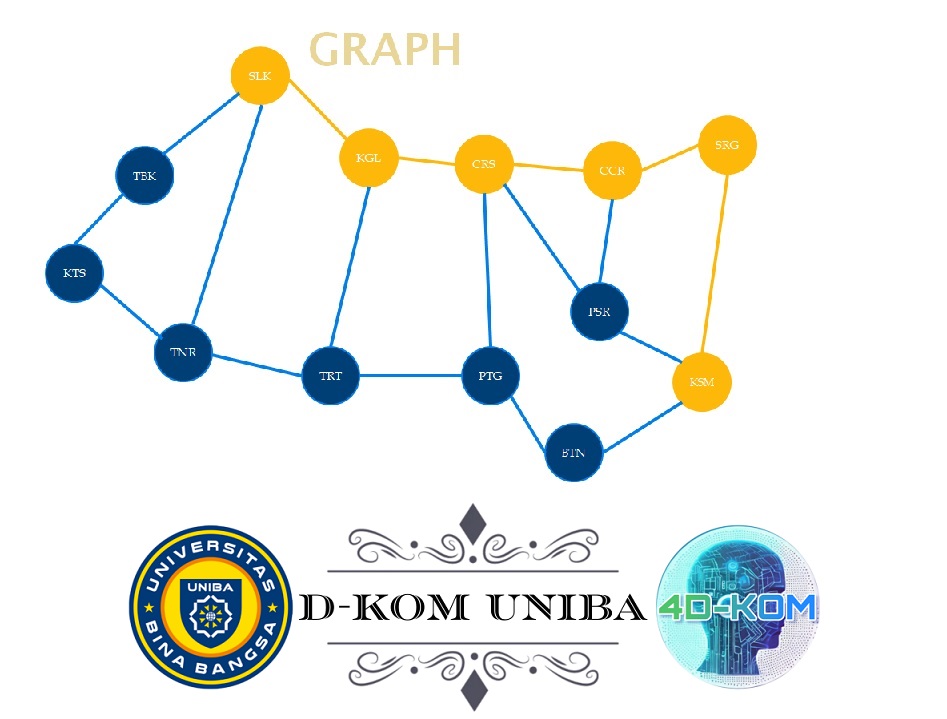 GRAPH
SLK
KGL
CRS
CCR
SRG
TBK
KTS
TNR
TRT
PTG
PSR
KSM
BTN
UNIVERSITAS
UNIBA
BINA BANGSA
D-KOM UNIBA
4D-KOM